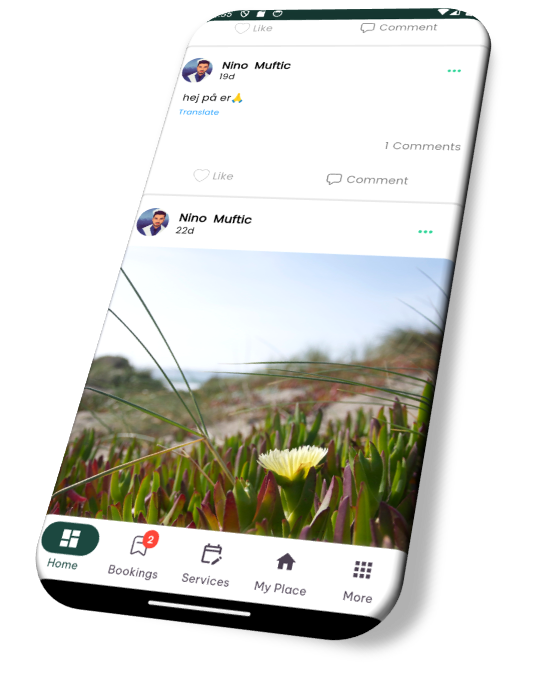 Like Comment
Nino Muftic
19d
hej på er🙏
Translate
1 Comments
Like Comment
Nino Muftic
22d
2
Home Bookings Services My Place More